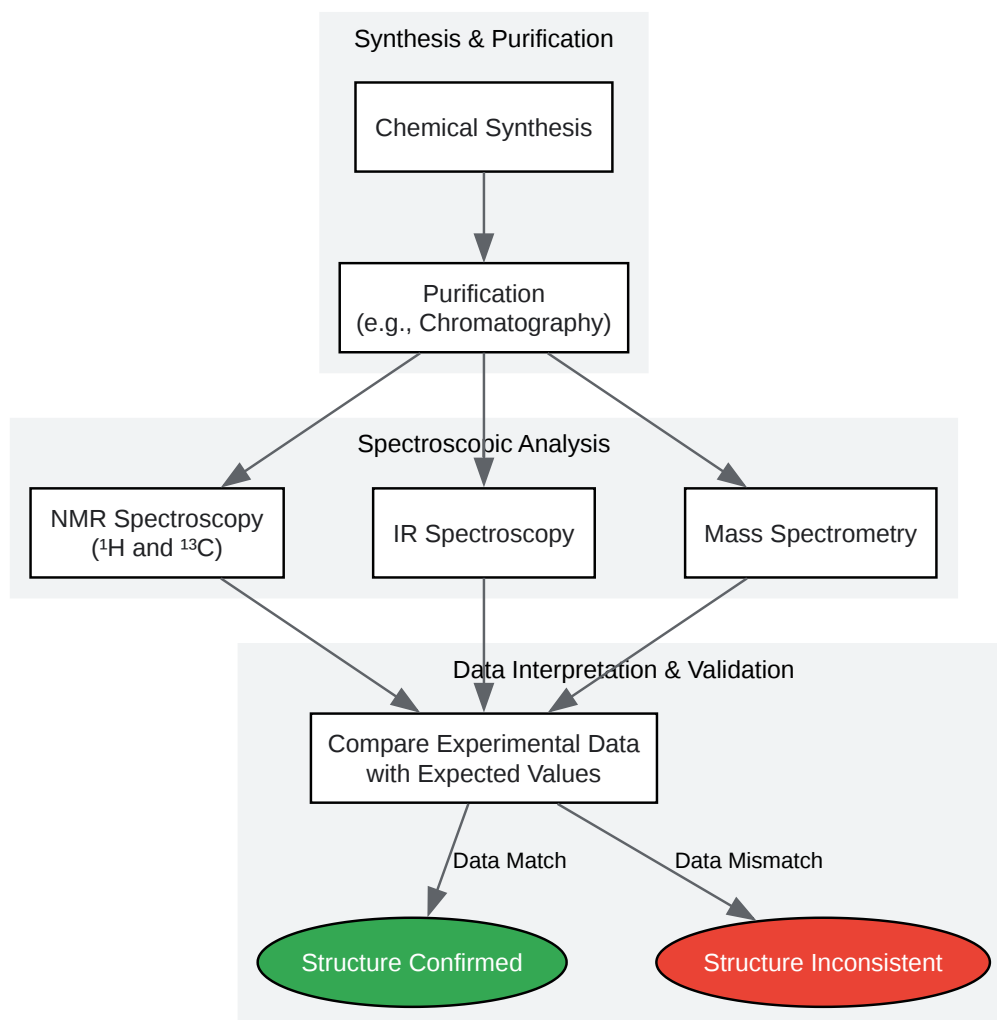 Synthesis & Purification
Chemical Synthesis
Purification
(e.g., Chromatography)
Spectroscopic Analysis
NMR Spectroscopy
(¹H and ¹³C)
IR Spectroscopy
Mass Spectrometry
Data Interpretation & Validation
Compare Experimental Data
with Expected Values
Data Match
Data Mismatch
Structure Confirmed
Structure Inconsistent